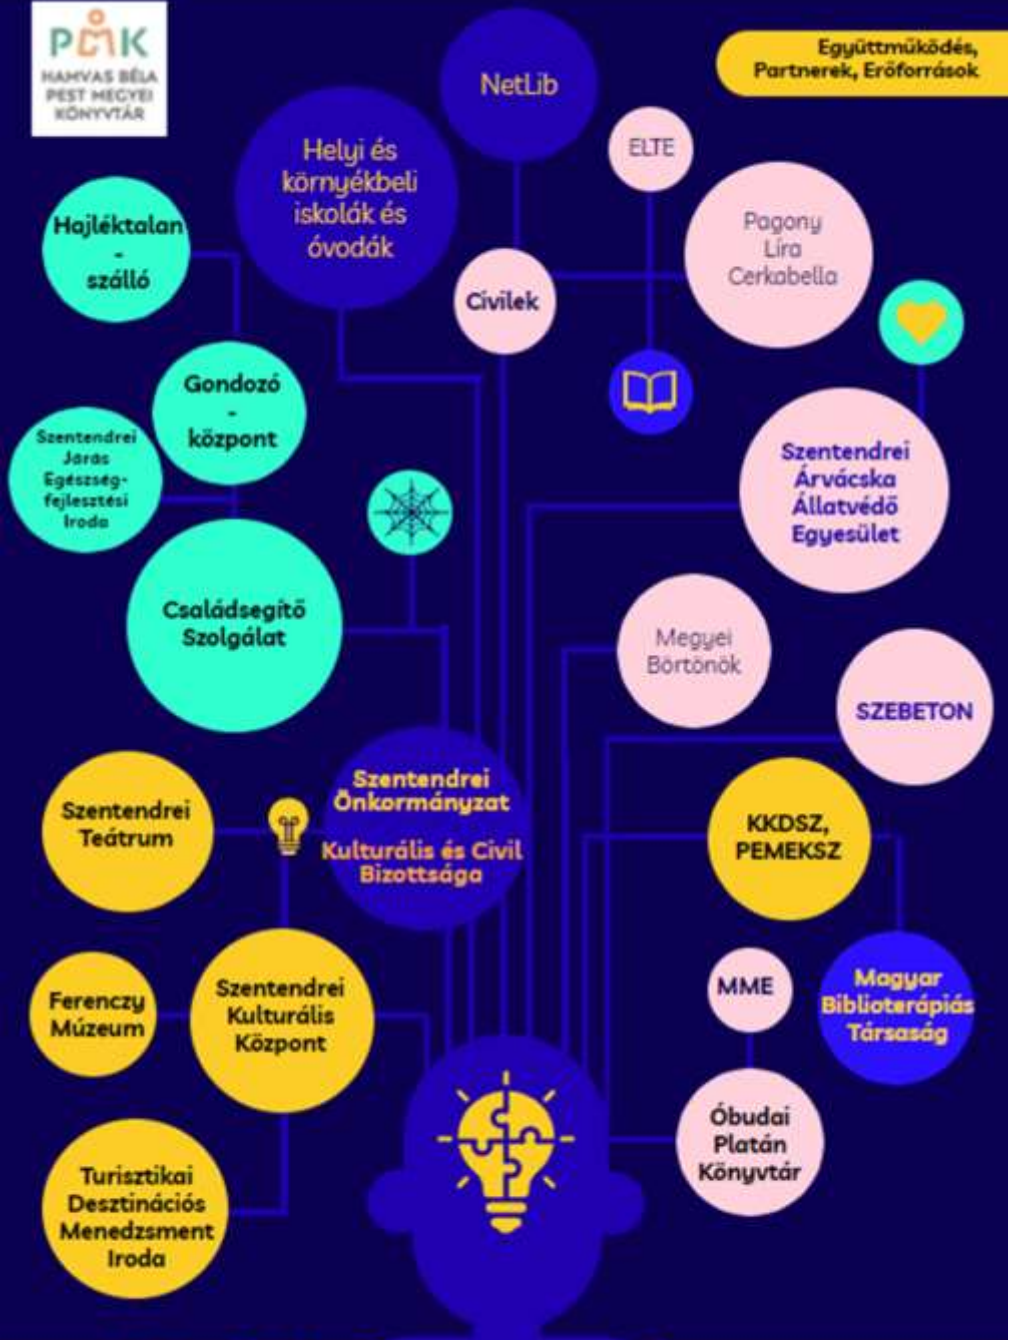 PMK
HAMVAS BÉLA
PEST MEGYEI
KÖNYVTÁR
Együttműködés,
Partnerek, Erőforrások
NetLib
Helyi és
környékbeli
iskolák és
óvodák
ELTE
Pagony
Líra
Cerkabella
Hajléktalan
-
szálló
Civilek
Gondozó
-
központ
Szentendrei
Járás
Egészség-
fejlesztési
Iroda
Szentendrei
Árvácska
Állatvédő
Egyesület
Családsegítő
Szolgálat
Megyei
Börtönök
SZEBETON
Szentendrei
Önkormányzat
Kulturális és Civil
Bizottsága
Szentendrei
Teátrum
KKDSZ,
PEMEKSZ
Ferenczy
Múzeum
Szentendrei
Kulturális
Központ
MME
Magyar
Biblioterápiás
Társaság
Óbudai
Platán
Könyvtár
Turisztikai
Desztinációs
Menedzsment
Iroda